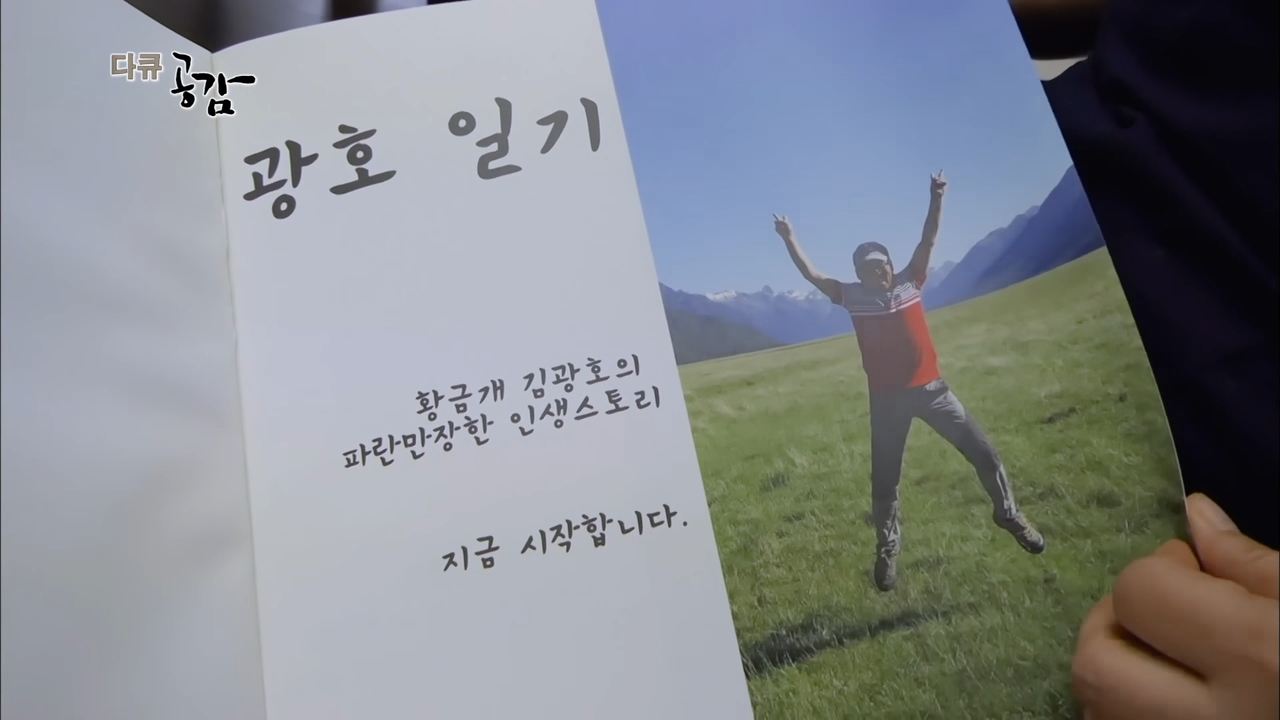 다큐 공감
광호 일기
황금개 김광호의
파란만장한 인생스토리
지금 시작합니다.